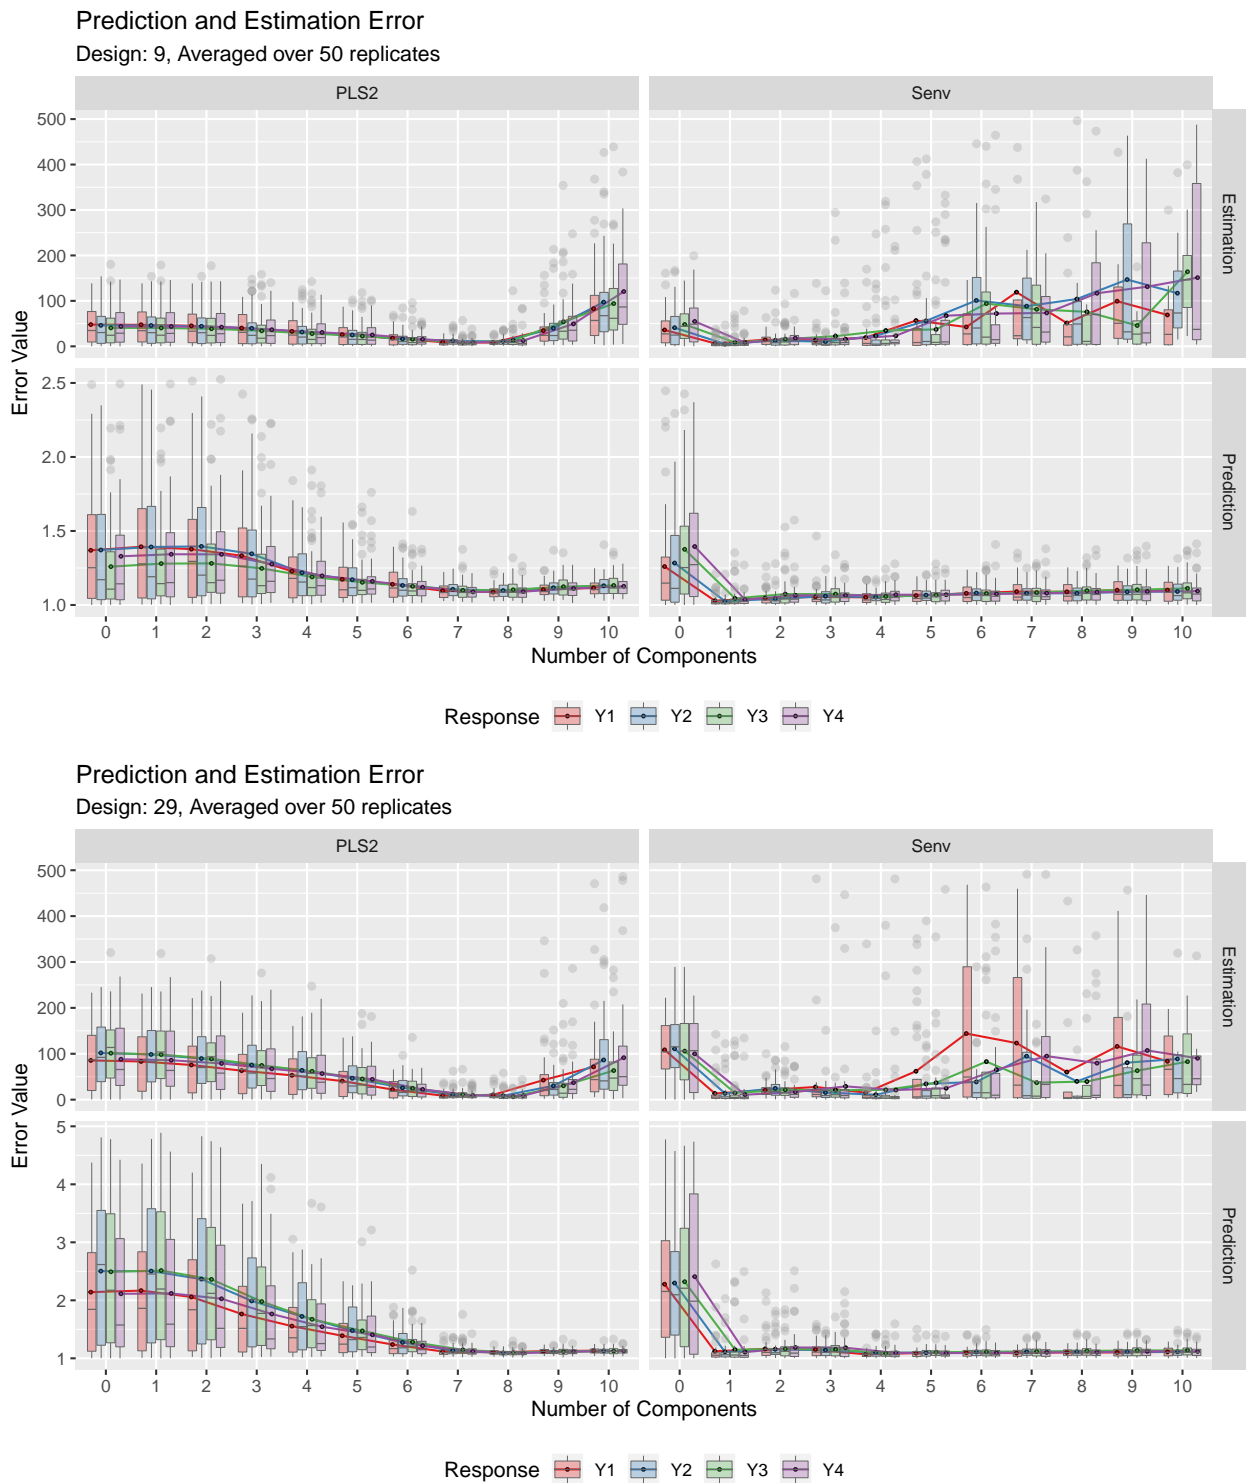 Prediction and Estimation Error
Design: 9, Averaged over 50 replicates
PLS2 Senv
500
400
300
200
100
0
Estimation
Error Value
2.5
2.0
1.5
1.0
Prediction
0 1 2 3 4 5 6 7 8 9 10 0 1 2 3 4 5 6 7 8 9 10
Number of Components
Response Y1 Y2 Y3 Y4
Prediction and Estimation Error
Design: 29, Averaged over 50 replicates
PLS2 Senv
500
400
300
200
100
0
Estimation
Error Value
5
4
3
2
1
Prediction
0 1 2 3 4 5 6 7 8 9 10 0 1 2 3 4 5 6 7 8 9 10
Number of Components
Response Y1 Y2 Y3 Y4